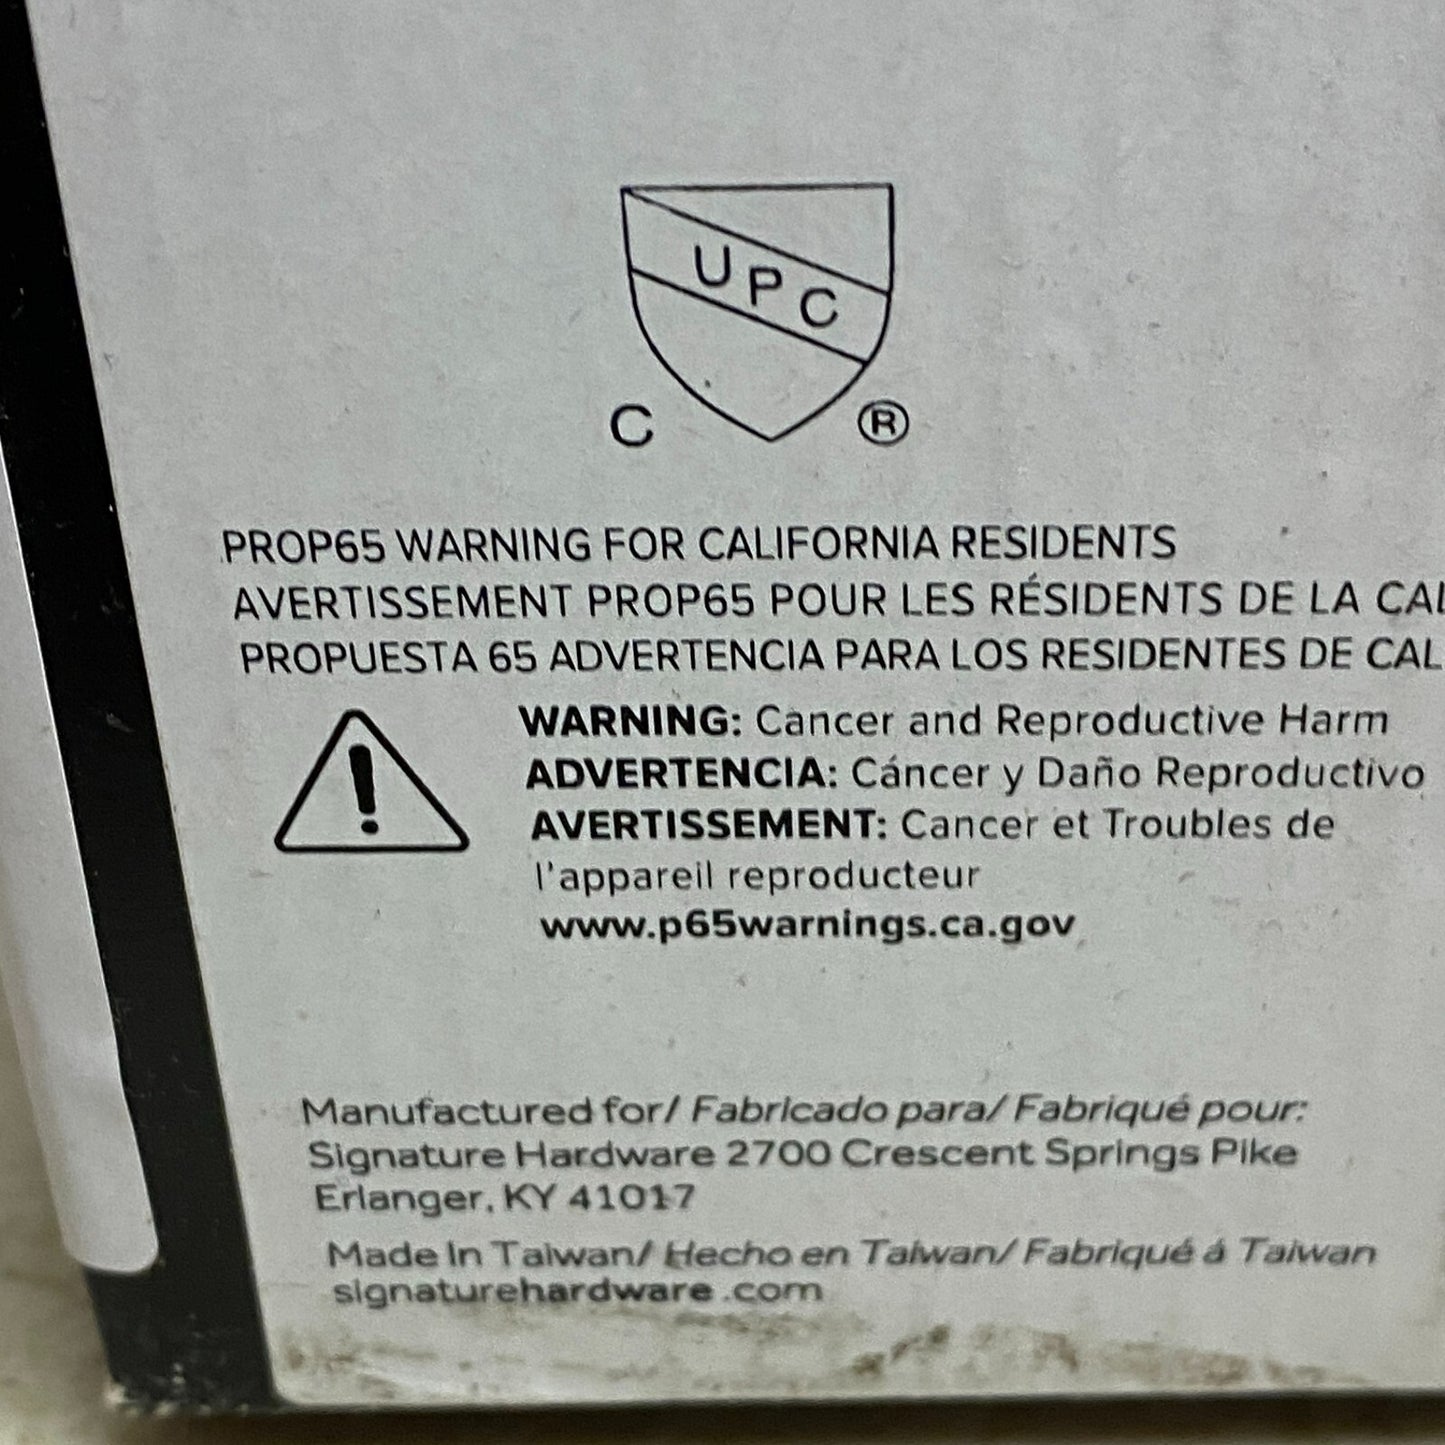 UPC
C ®
PROP65 WARNING FOR CALIFORNIA RESIDENTS
AVERTISSEMENT PROP65 POUR LES RÉSIDENTS DE LA CAL
PROPUESTA 65 ADVERTENCIA PARA LOS RESIDENTES DE CAL
WARNING: Cancer and Reproductive Harm
ADVERTENCIA: Cáncer y Daño Reproductivo
AVERTISSEMENT: Cancer et Troubles de
l'appareil reproducteur
www.p65warnings.ca.gov
Manufactured for/ Fabricado para/ Fabriqué pour:
Signature Hardware 2700 Crescent Springs Pike
Erlanger, KY 41017
Made In Taiwan/ Hecho en Taiwan/ Fabriqué á Taiwan
signaturehardware.com